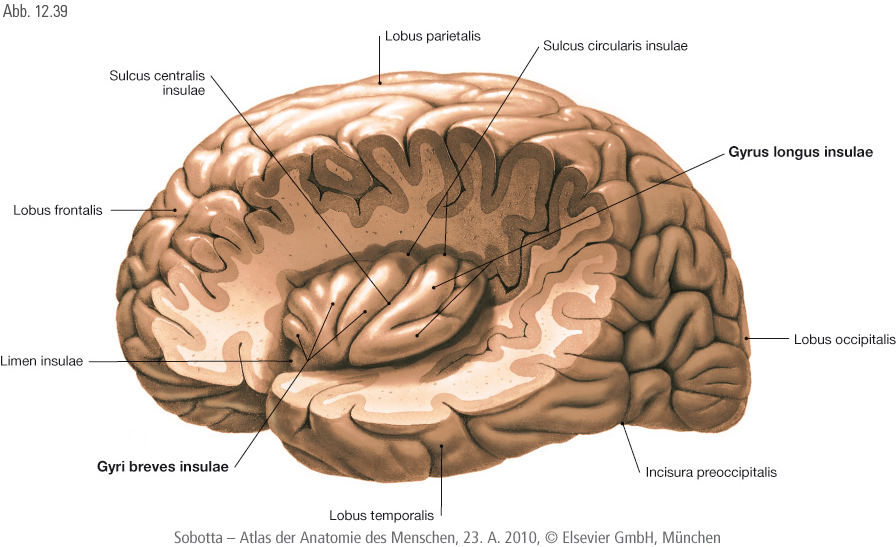 Abb. 12.39
Lobus parietalis
Sulcus circularis insulae
Sulcus centralis
insulae
Gyrus longus insulae
Lobus frontalis
Lobus occipitalis
Limen insulae
Gyri breves insulae
Incisura preoccipitalis
Lobus temporalis
Sobotta – Atlas der Anatomie des Menschen, 23. A. 2010, © Elsevier GmbH, München